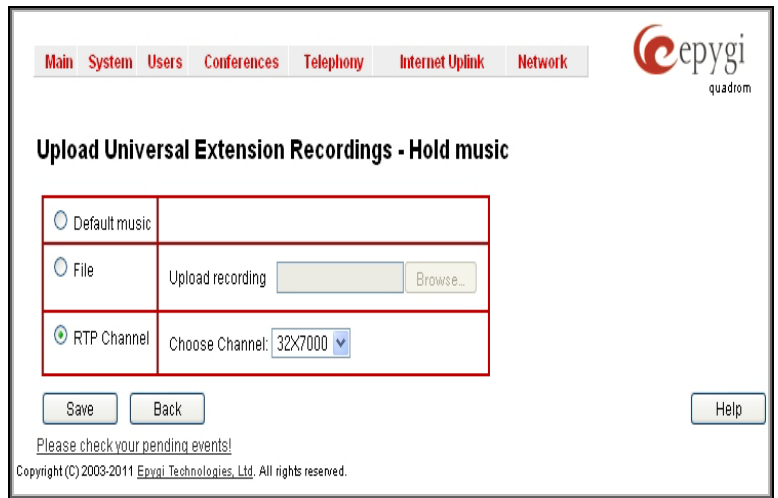 Main System Users Conferences Telephony Internet Uplink Network
epygi
quadrom
Upload Universal Extension Recordings - Hold music
Default music
File
Upload recording Browse...
RTP Channel Choose Channel: 32X7000
Save Back Help
Please check your pending events!
Copyright (C) 2003-2011 Epygi Technologies, Ltd. All rights reserved.